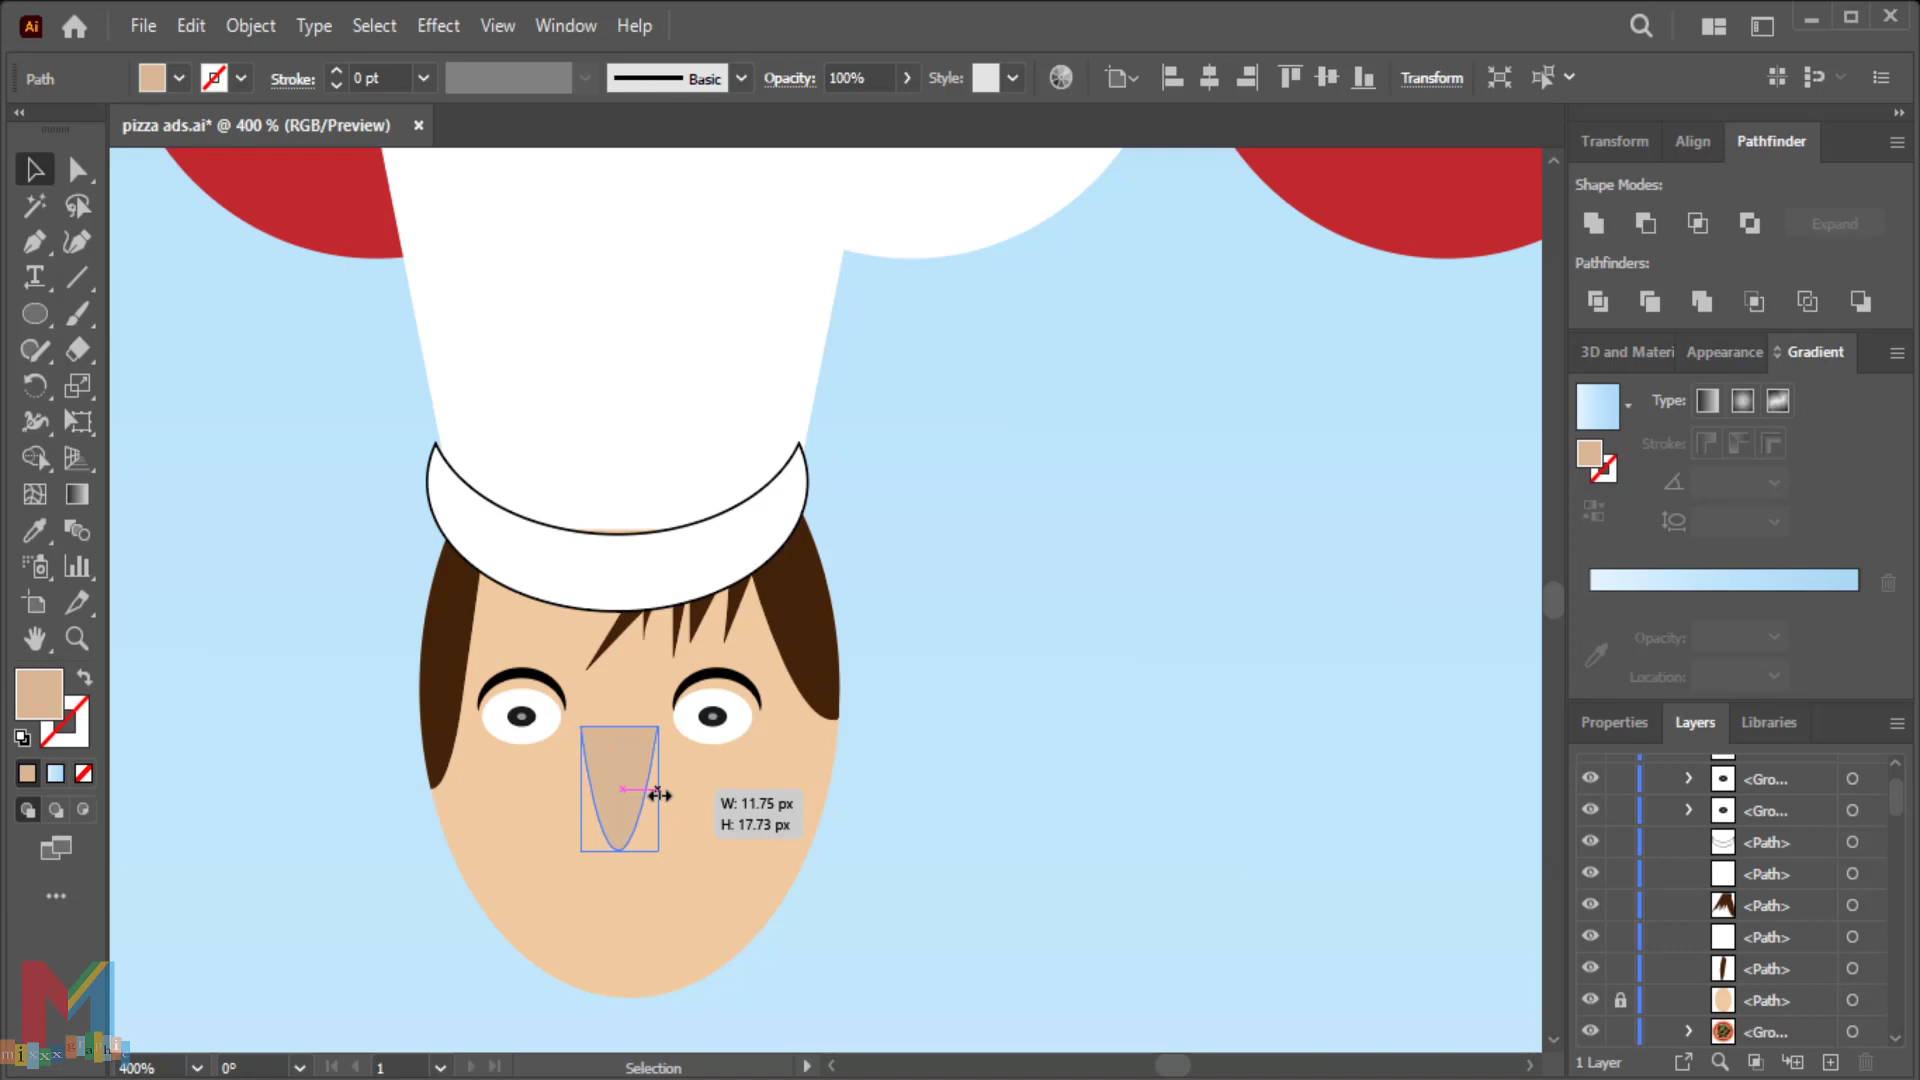 Ai File Edit Object Type Select Effect View Window Help
Path Stroke: 0 pt Basic Opacity: 100% Style: Transform
pizza ads.ai* @ 400 % (RGB/Preview) ×
Transform Align Pathfinder
Shape Modes:
Expand
Pathfinders:
3D and Materi Appearance Gradient
Type:
Stroke:
W: 11.75 px
H: 17.73 px
Opacity:
Location:
Properties Layers Libraries
<Gro...
<Gro...
<Path>
<Path>
<Path>
<Path>
<Path>
<Path>
<Gro...
M
mixxx graphic
400% 0° 1 Selection
1 Layer